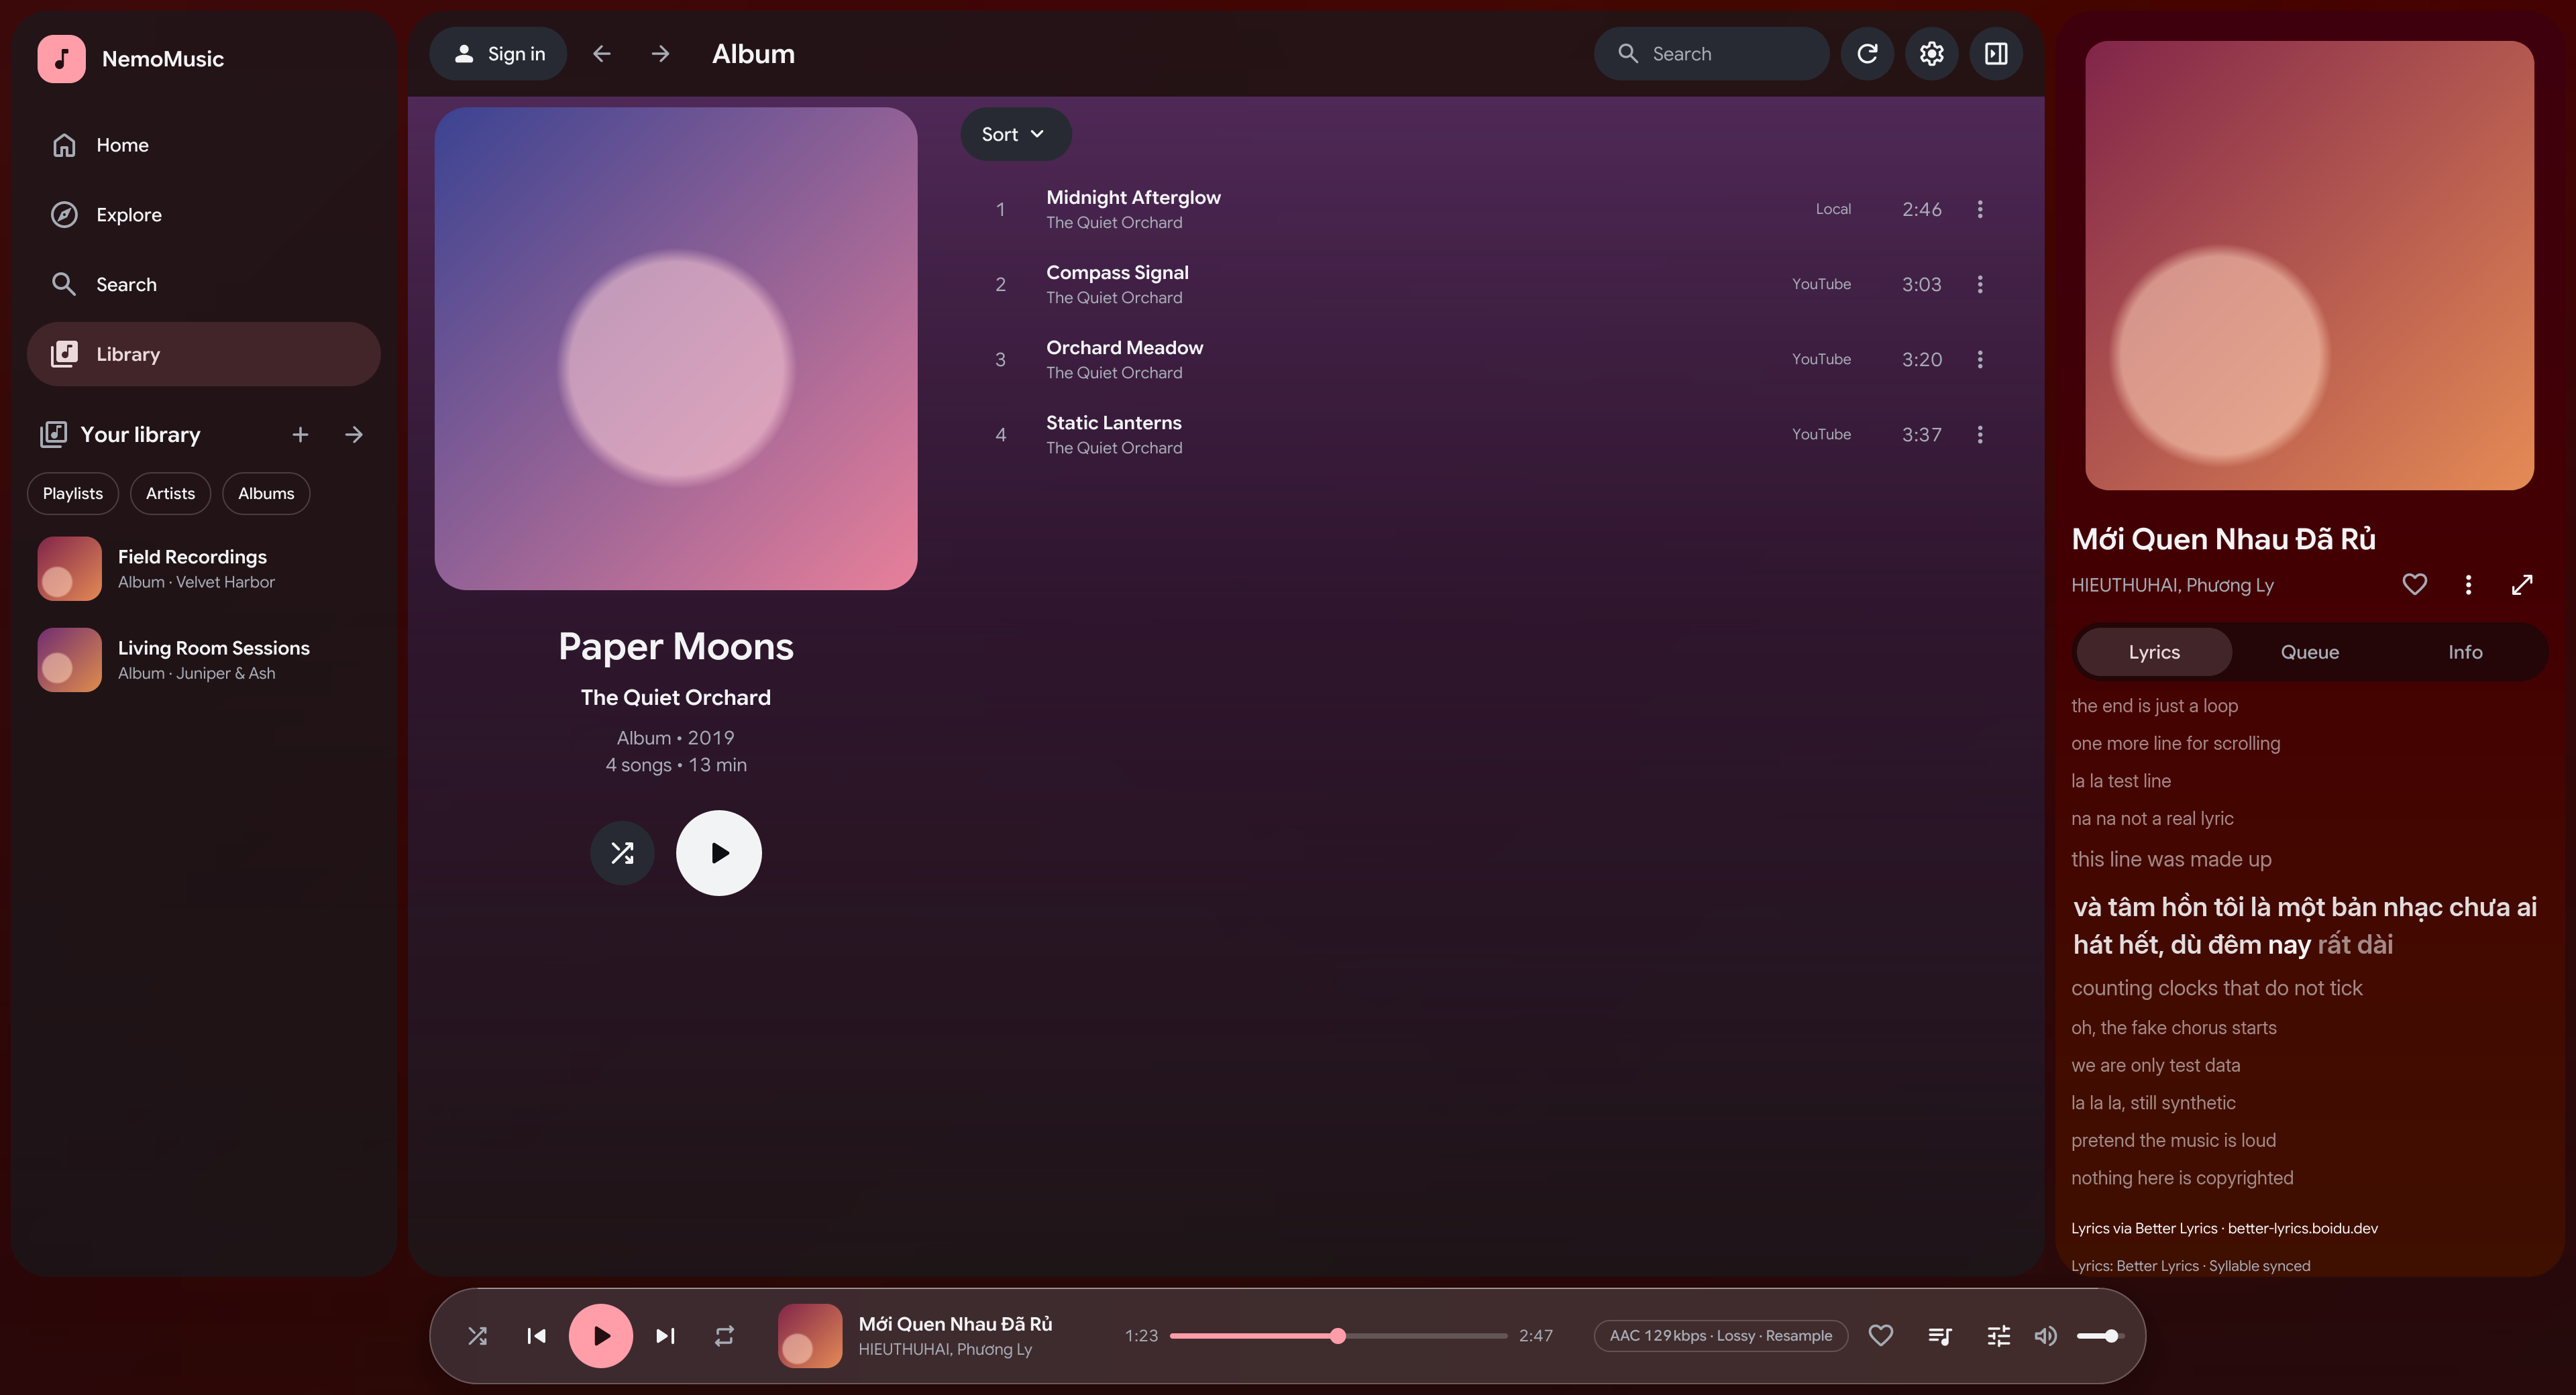 NemoMusic
Home
Explore
Search
Library
Your library
Playlists
Artists
Albums
Field Recordings
Album · Velvet Harbor
Living Room Sessions
Album · Juniper & Ash
Sign in
Album
Search
Sort
1
Midnight Afterglow
The Quiet Orchard
Local
2:46
2
Compass Signal
The Quiet Orchard
YouTube
3:03
3
Orchard Meadow
The Quiet Orchard
YouTube
3:20
4
Static Lanterns
The Quiet Orchard
YouTube
3:37
Paper Moons
The Quiet Orchard
Album • 2019
4 songs • 13 min
Mới Quen Nhau Đã Rủ
HIEUTHUHAI, Phương Ly
Lyrics
Queue
Info
the end is just a loop
one more line for scrolling
la la test line
na na not a real lyric
this line was made up
và tâm hồn tôi là một bản nhạc chưa ai
hát hết, dù đêm nay rất dài
counting clocks that do not tick
oh, the fake chorus starts
we are only test data
la la la, still synthetic
pretend the music is loud
nothing here is copyrighted
Lyrics via Better Lyrics · better-lyrics.boidu.dev
Lyrics: Better Lyrics · Syllable synced
Mới Quen Nhau Đã Rủ
HIEUTHUHAI, Phương Ly
1:23
2:47
AAC 129 kbps · Lossy · Resample